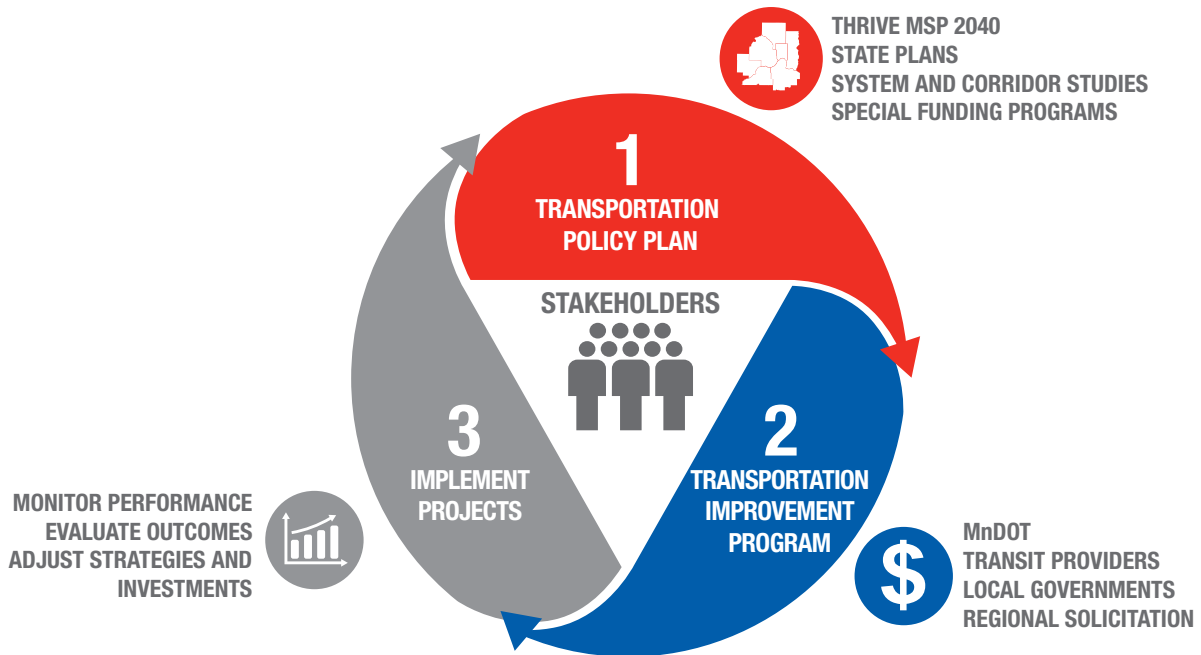 THRIVE MSP 2040
STATE PLANS
SYSTEM AND CORRIDOR STUDIES
SPECIAL FUNDING PROGRAMS
1
TRANSPORTATION
POLICY PLAN
STAKEHOLDERS
2
TRANSPORTATION
IMPROVEMENT
PROGRAM
$
MnDOT
TRANSIT PROVIDERS
LOCAL GOVERNMENTS
REGIONAL SOLICITATION
3
IMPLEMENT
PROJECTS
MONITOR PERFORMANCE
EVALUATE OUTCOMES
ADJUST STRATEGIES AND
INVESTMENTS